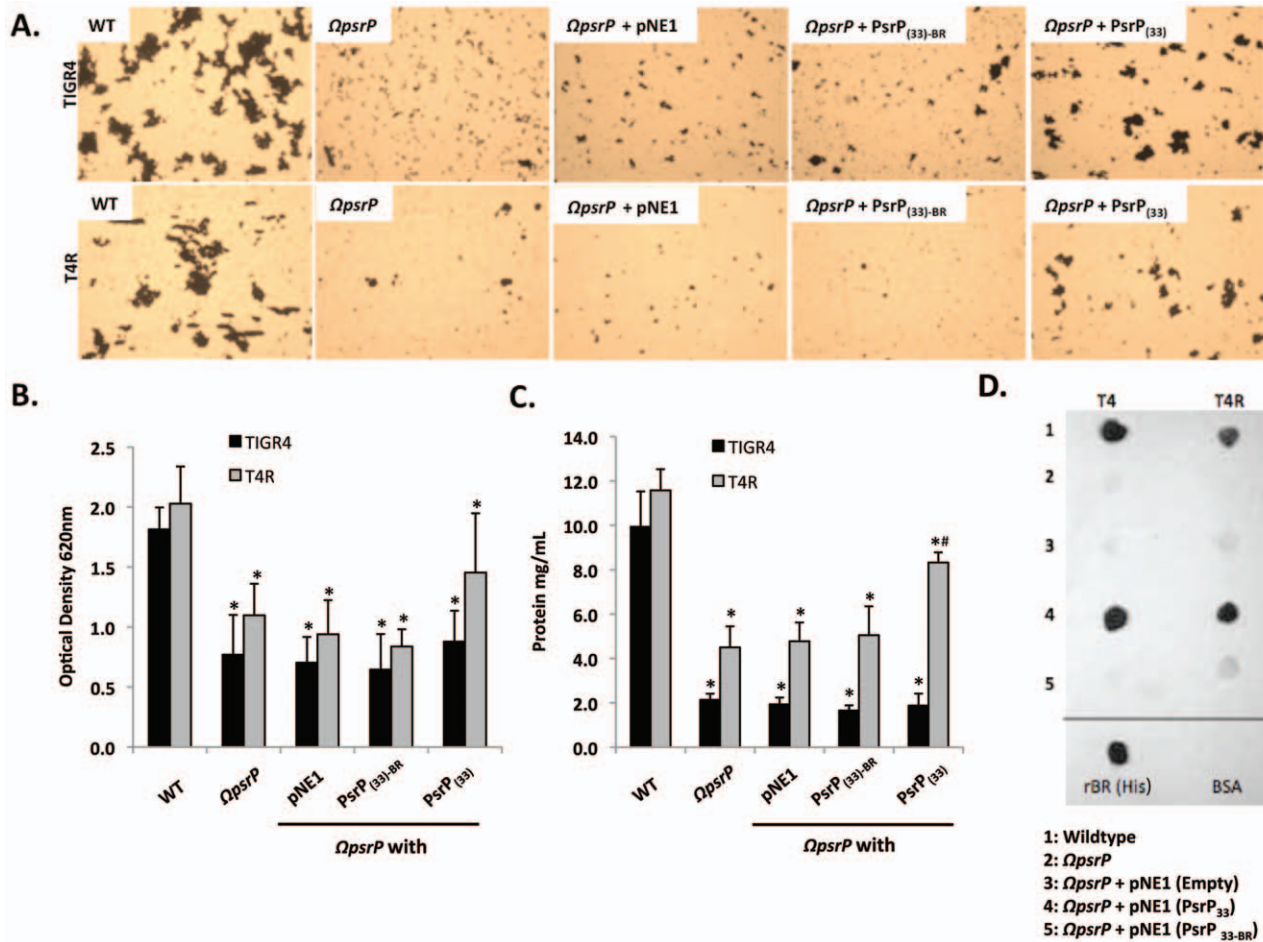 A.
WT
ΩpsrP
ΩpsrP + pNE1
ΩpsrP + PsrP(33)-BR
ΩpsrP + PsrP(33)
TIGR4
WT
ΩpsrP
ΩpsrP + pNE1
ΩpsrP + PsrP(33)-BR
ΩpsrP + PsrP(33)
T4R
B.
TIGR4
T4R
Optical Density 620nm
2.5
2.0
1.5
1.0
0.5
0.0
* * * * * * * *
WT
ΩpsrP
pNE1
PsrP(33)-BR
PsrP(33)
ΩpsrP with
C.
TIGR4
T4R
Protein mg/mL
14.0
12.0
10.0
8.0
6.0
4.0
2.0
0.0
* * * * * * * *#
WT
ΩpsrP
pNE1
PsrP(33)-BR
PsrP(33)
ΩpsrP with
D.
T4 T4R
1
2
3
4
5
rBR (His) BSA
1: Wildtype
2: ΩpsrP
3: ΩpsrP + pNE1 (Empty)
4: ΩpsrP + pNE1 (PsrP33)
5: ΩpsrP + pNE1 (PsrP 33-BR)